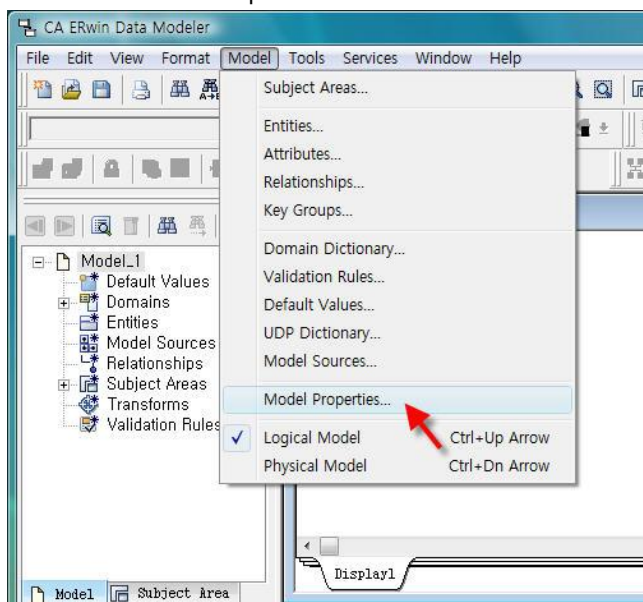 CA ERwin Data Modeler
File Edit View Format Model Tools Services Window Help
Subject Areas...
Entities...
Attributes...
Relationships...
Key Groups...
Domain Dictionary...
Validation Rules...
Default Values...
UDP Dictionary...
Model Sources...
Model Properties...
Logical Model Ctrl+Up Arrow
Physical Model Ctrl+Dn Arrow
Model_1
Default Values
Domains
Entities
Model Sources
Relationships
Subject Areas
Transforms
Validation Rules
Display1
Model Subject Area